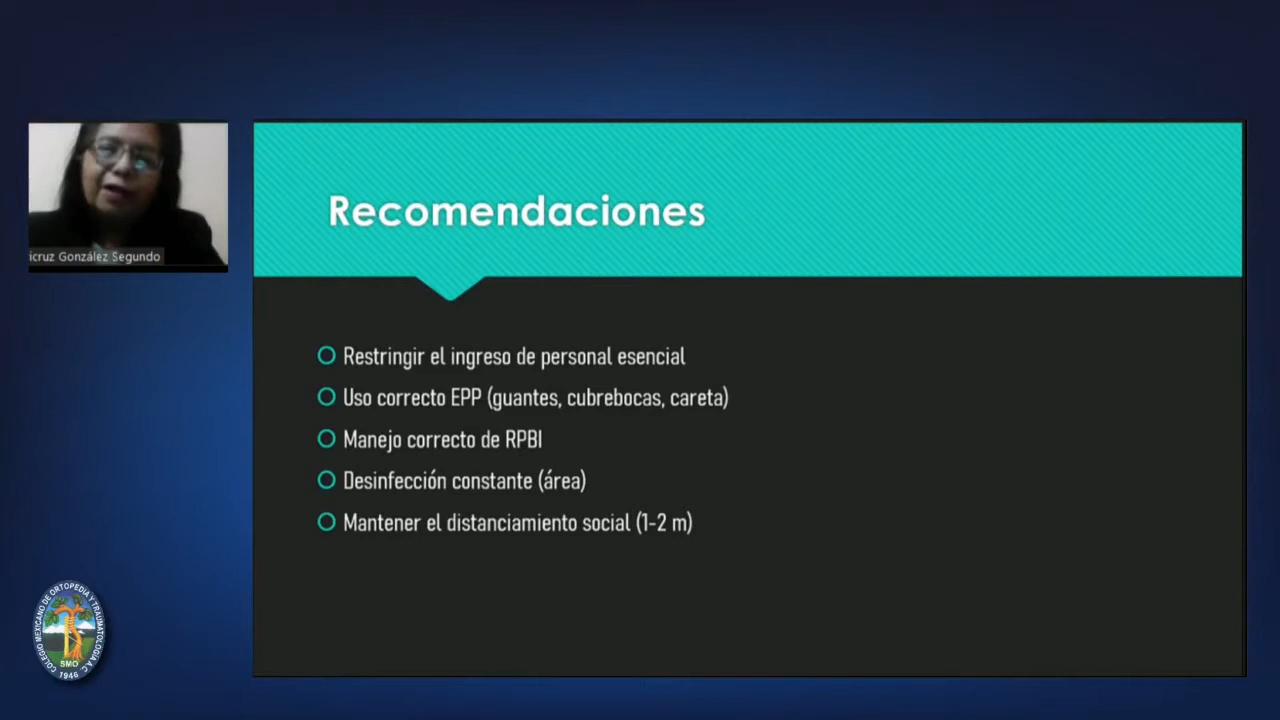 Recomendaciones
icruz González Segundo
Restringir el ingreso de personal esencial
Uso correcto EPP (guantes, cubrebocas, careta)
Manejo correcto de RPBI
Desinfección constante (área)
Mantener el distanciamiento social (1-2 m)
COLEGIO MEXICANO DE ORTOPEDIA Y TRAUMATOLOGIA A.C.
SMO
1946